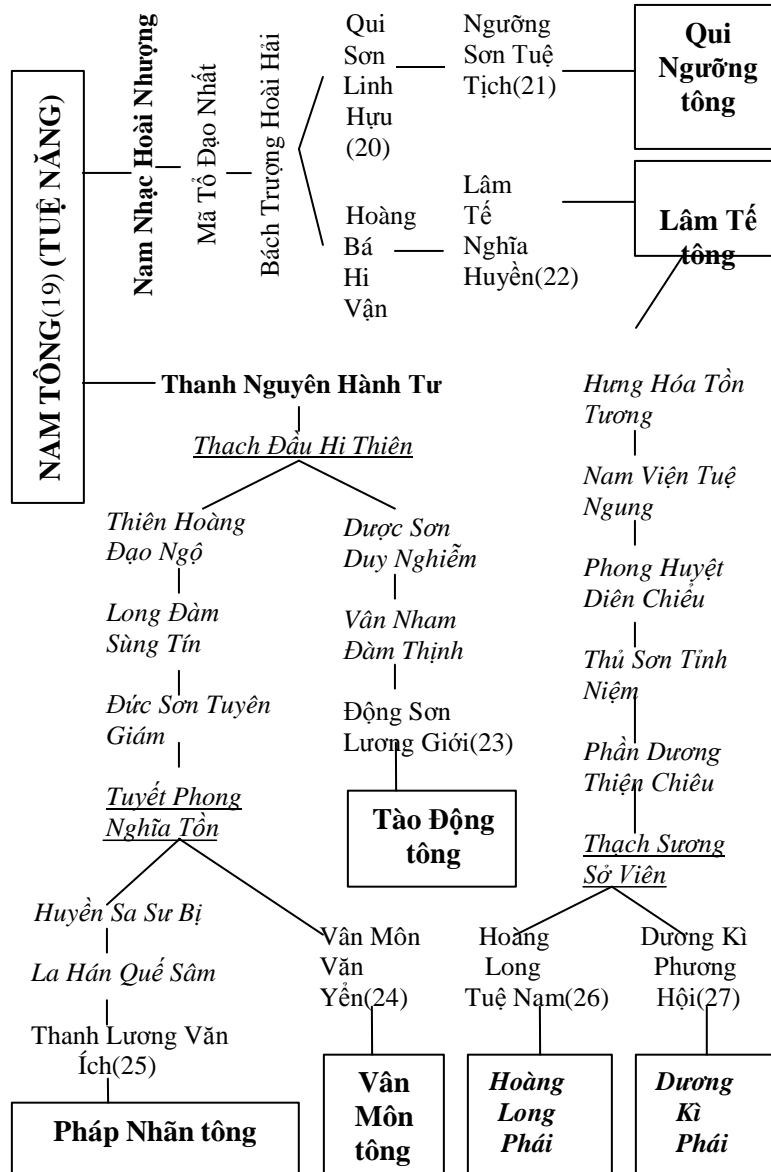 NAM TÔNG(19) (TUỆ NĂNG)
Nam Nhạc Hoài Nhượng
Mã Tổ Đạo Nhất
Bách Trượng Hoài Hải
Qui
Sơn
Linh
Hựu
(20)
Ngưỡng
Sơn Tuệ
Tịch(21)
Qui
Ngưỡng
tông
Hoàng
Bá
Hi
Vận
Lâm
Tế
Nghĩa
Huyền(22)
Lâm Tế
tông
Thanh Nguyên Hành Tư
Thach Đầu Hi Thiên
Thiên Hoàng
Đạo Ngộ
Long Đàm
Sùng Tín
Đức Sơn Tuyên
Giám
Tuyết Phong
Nghĩa Tồn
Dược Sơn
Duy Nghiễm
Vân Nham
Đàm Thịnh
Động Sơn
Lương Giới(23)
Tào Động
tông
Hưng Hóa Tồn
Tương
Nam Viện Tuệ
Ngung
Phong Huyệt
Diên Chiểu
Thủ Sơn Tỉnh
Niệm
Phần Dương
Thiện Chiêu
Thạch Sương
Sở Viên
Huyền Sa Sư Bị
La Hán Quế Sâm
Thanh Lương Văn
Ích(25)
Pháp Nhãn tông
Vân Môn
Văn
Yển(24)
Vân
Môn
tông
Hoàng
Long
Tuệ Nam(26)
Hoàng
Long
Phái
Dương Kì
Phương
Hội(27)
Dương
Kì
Phái